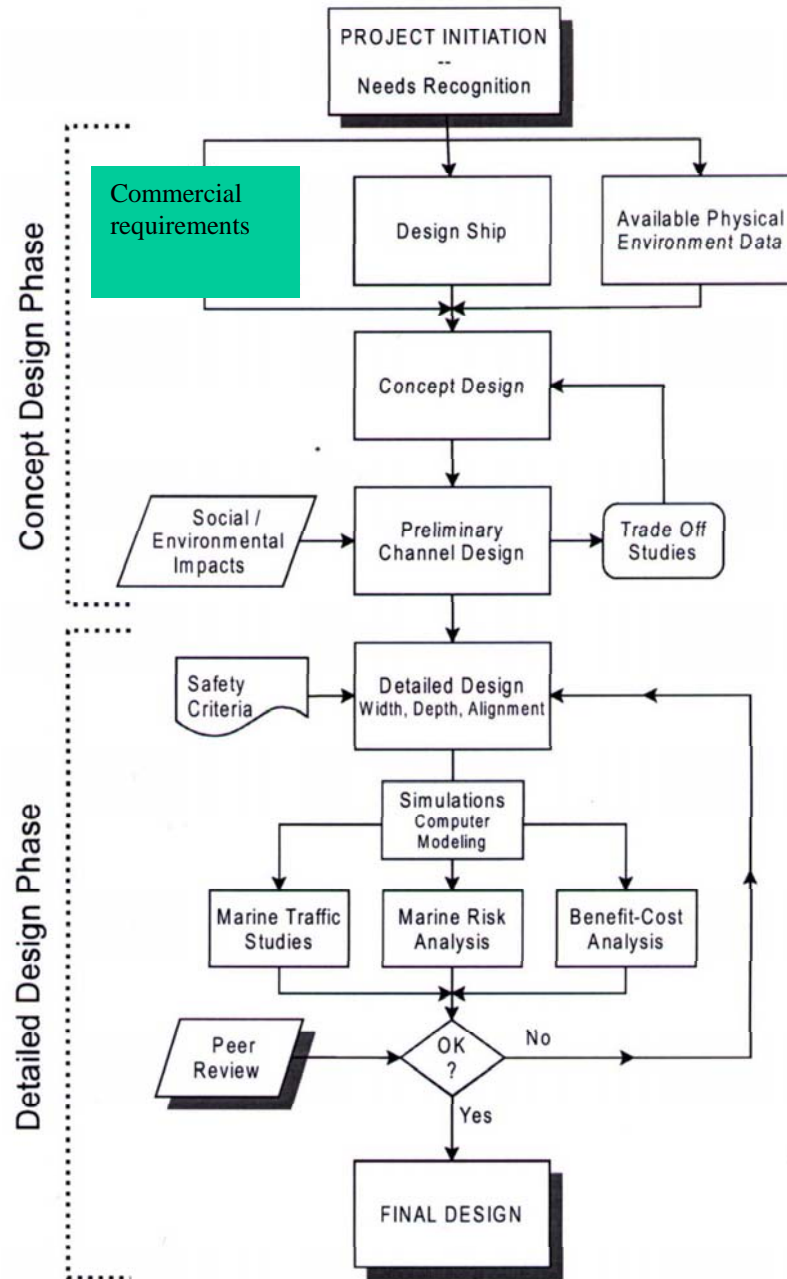 PROJECT INITIATION
--
Needs Recognition
Concept Design Phase
Commercial
requirements
Design Ship
Available Physical
Environment Data
Concept Design
Social /
Environmental
Impacts
Preliminary
Channel Design
Trade Off
Studies
Detailed Design Phase
Safety
Criteria
Detailed Design
Width, Depth, Alignment
Simulations
Computer
Modeling
Marine Traffic
Studies
Marine Risk
Analysis
Benefit-Cost
Analysis
Peer
Review
OK
?
No
Yes
FINAL DESIGN